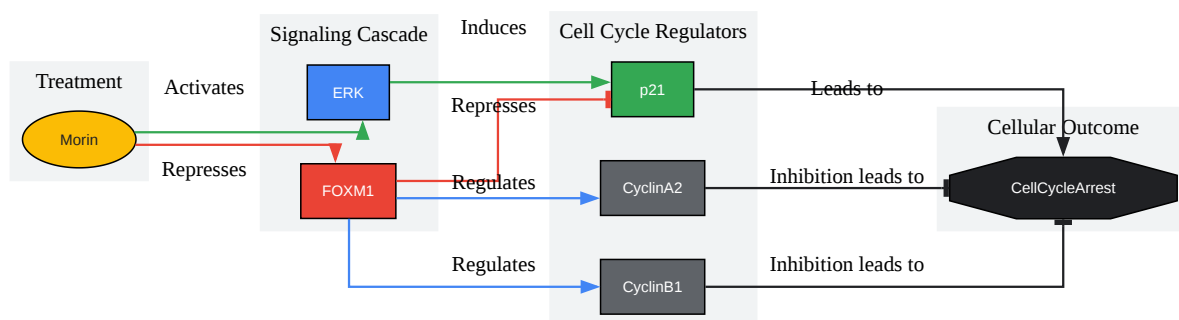 Treatment
Morin
Activates
Represses
Signaling Cascade
ERK
FOXM1
Induces
Represses
Regulates
Regulates
Cell Cycle Regulators
p21
CyclinA2
CyclinB1
Leads to
Inhibition leads to
Inhibition leads to
Cellular Outcome
CellCycleArrest